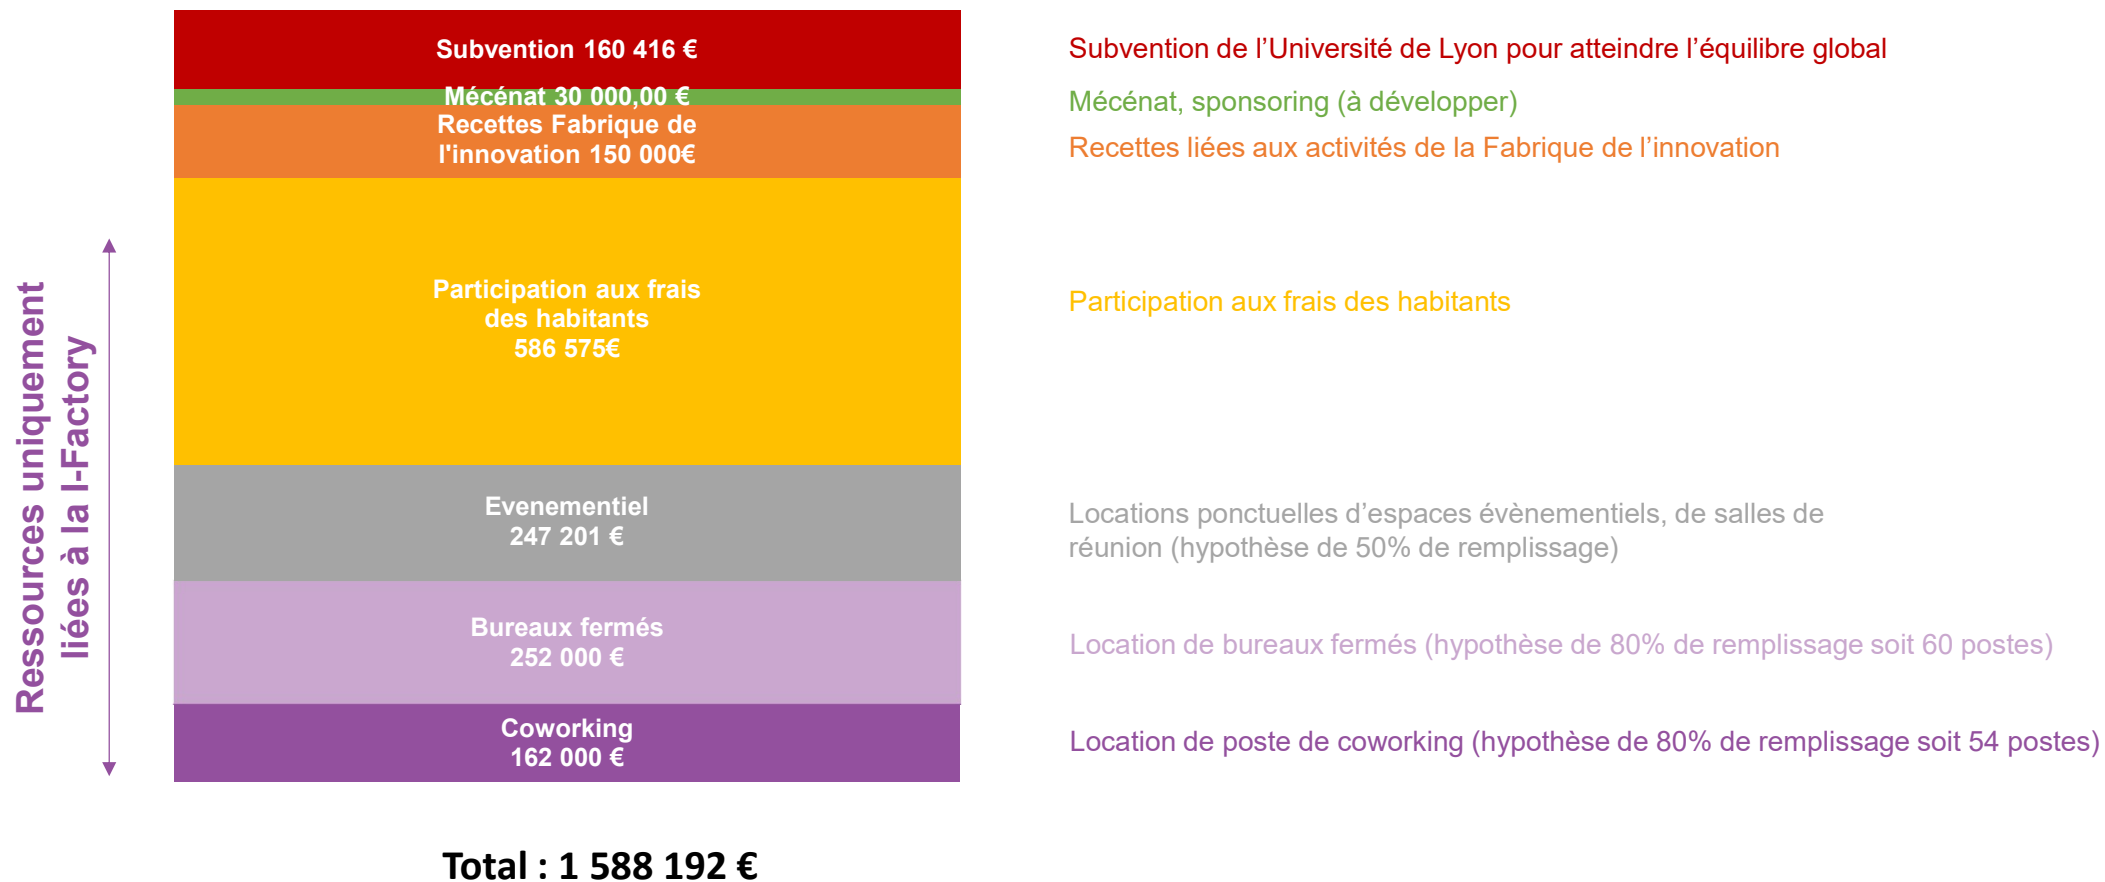 Subvention 160 416 €
Mécénat 30 000,00 €
Recettes Fabrique de
l'innovation 150 000€
Participation aux frais
des habitants
586 575€
Evenementiel
247 201 €
Bureaux fermés
252 000 €
Coworking
162 000 €
Total : 1 588 192 €
Ressources uniquement
liées à la I-Factory
Subvention de l’Université de Lyon pour atteindre l’équilibre global
Mécénat, sponsoring (à développer)
Recettes liées aux activités de la Fabrique de l’innovation
Participation aux frais des habitants
Locations ponctuelles d’espaces évènementiels, de salles de
réunion (hypothèse de 50% de remplissage)
Location de bureaux fermés (hypothèse de 80% de remplissage soit 60 postes)
Location de poste de coworking (hypothèse de 80% de remplissage soit 54 postes)